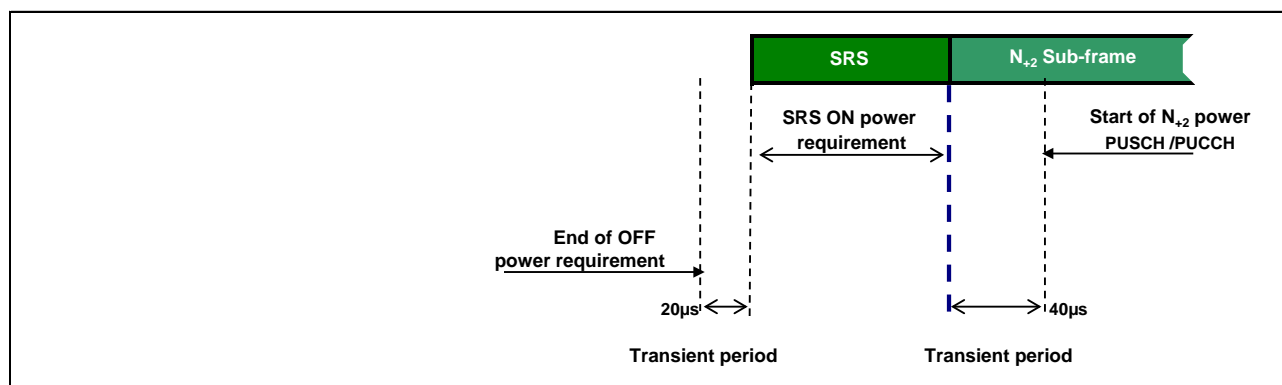 SRS
N+2 Sub-frame
SRS ON power
requirement
Start of N+2 power
PUSCH /PUCCH
End of OFF
power requirement
20µs
40µs
Transient period
Transient period